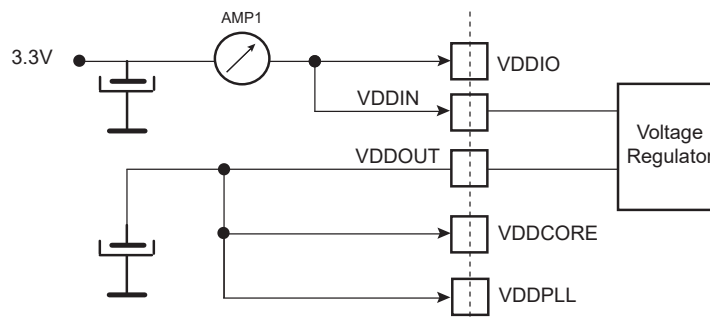 AMP1
3.3V
VDDIO
VDDIN
VDDOUT
Voltage
Regulator
VDDCORE
VDDPLL